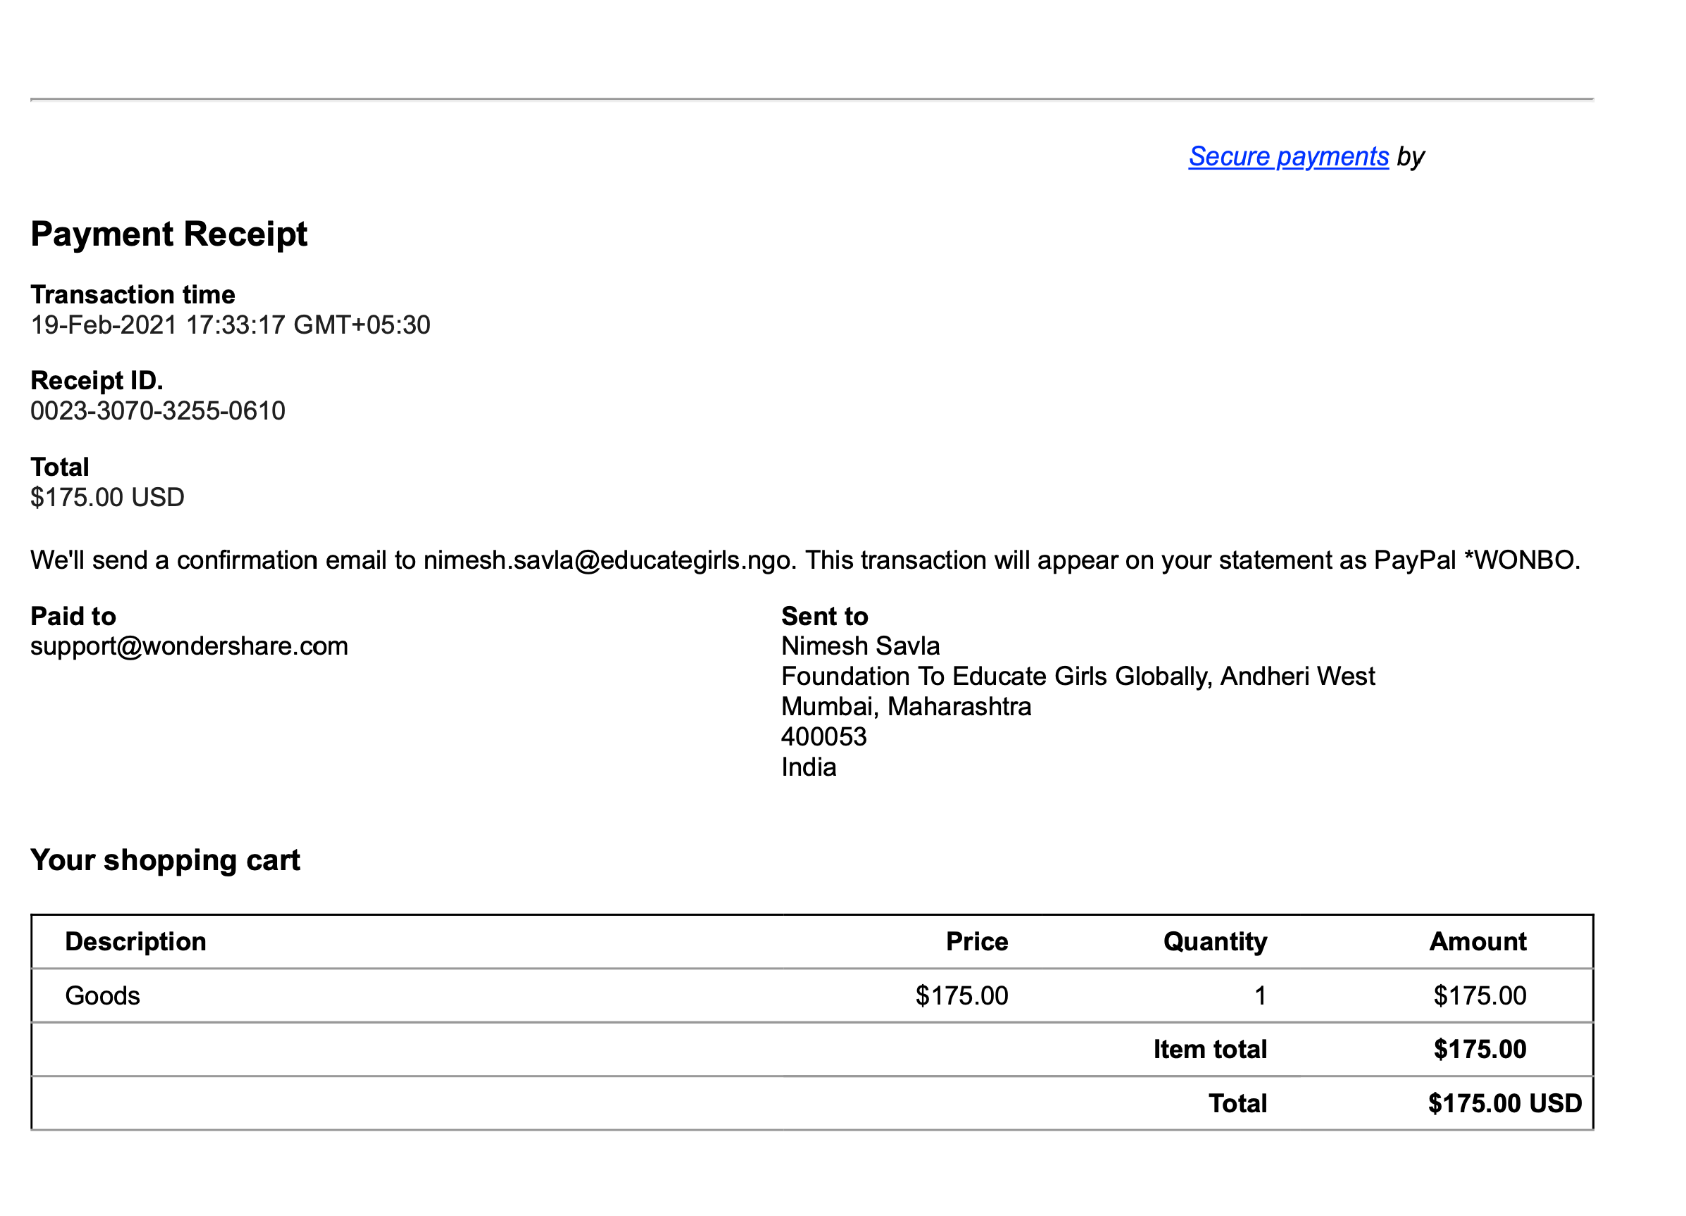 Secure payments by
Payment Receipt
Transaction time
19-Feb-2021 17:33:17 GMT+05:30
Receipt ID.
0023-3070-3255-0610
Total
$175.00 USD
We'll send a confirmation email to nimesh.savla@educategirls.ngo. This transaction will appear on your statement as PayPal *WONBO.
Paid to
support@wondershare.com
Sent to
Nimesh Savla
Foundation To Educate Girls Globally, Andheri West
Mumbai, Maharashtra
400053
India
Your shopping cart
Description Price Quantity Amount
Goods $175.00 1 $175.00
Item total $175.00
Total $175.00 USD